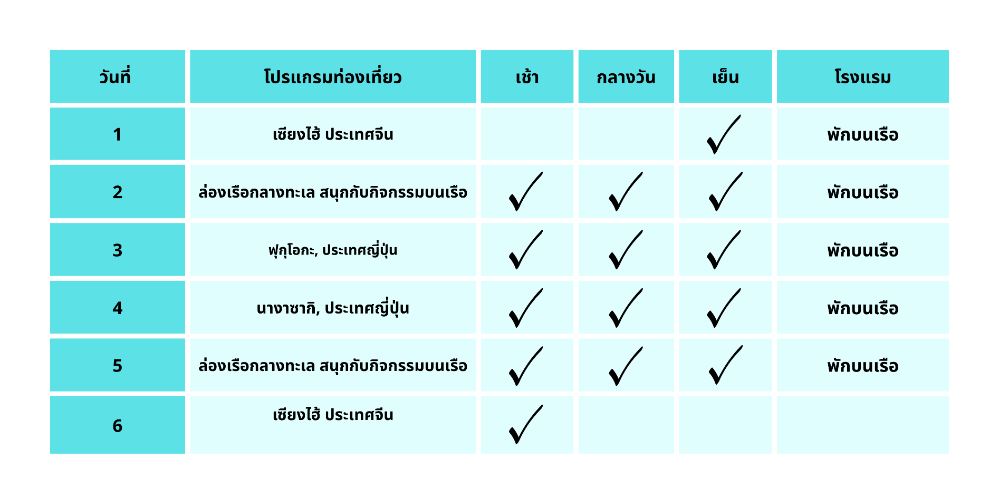 วันที่ โปรแกรมท่องเที่ยว เช้า กลางวัน เย็น โรงแรม
1 เซียงไฮ้ ประเทศจีน ✓ พักบนเรือ
2 ล่องเรือกลางทะเล สนุกกับกิจกรรมบนเรือ ✓ ✓ ✓ พักบนเรือ
3 ฟุกุโอกะ, ประเทศญี่ปุ่น ✓ ✓ ✓ พักบนเรือ
4 นางาซากิ, ประเทศญี่ปุ่น ✓ ✓ ✓ พักบนเรือ
5 ล่องเรือกลางทะเล สนุกกับกิจกรรมบนเรือ ✓ ✓ ✓ พักบนเรือ
6 เซียงไฮ้ ประเทศจีน ✓